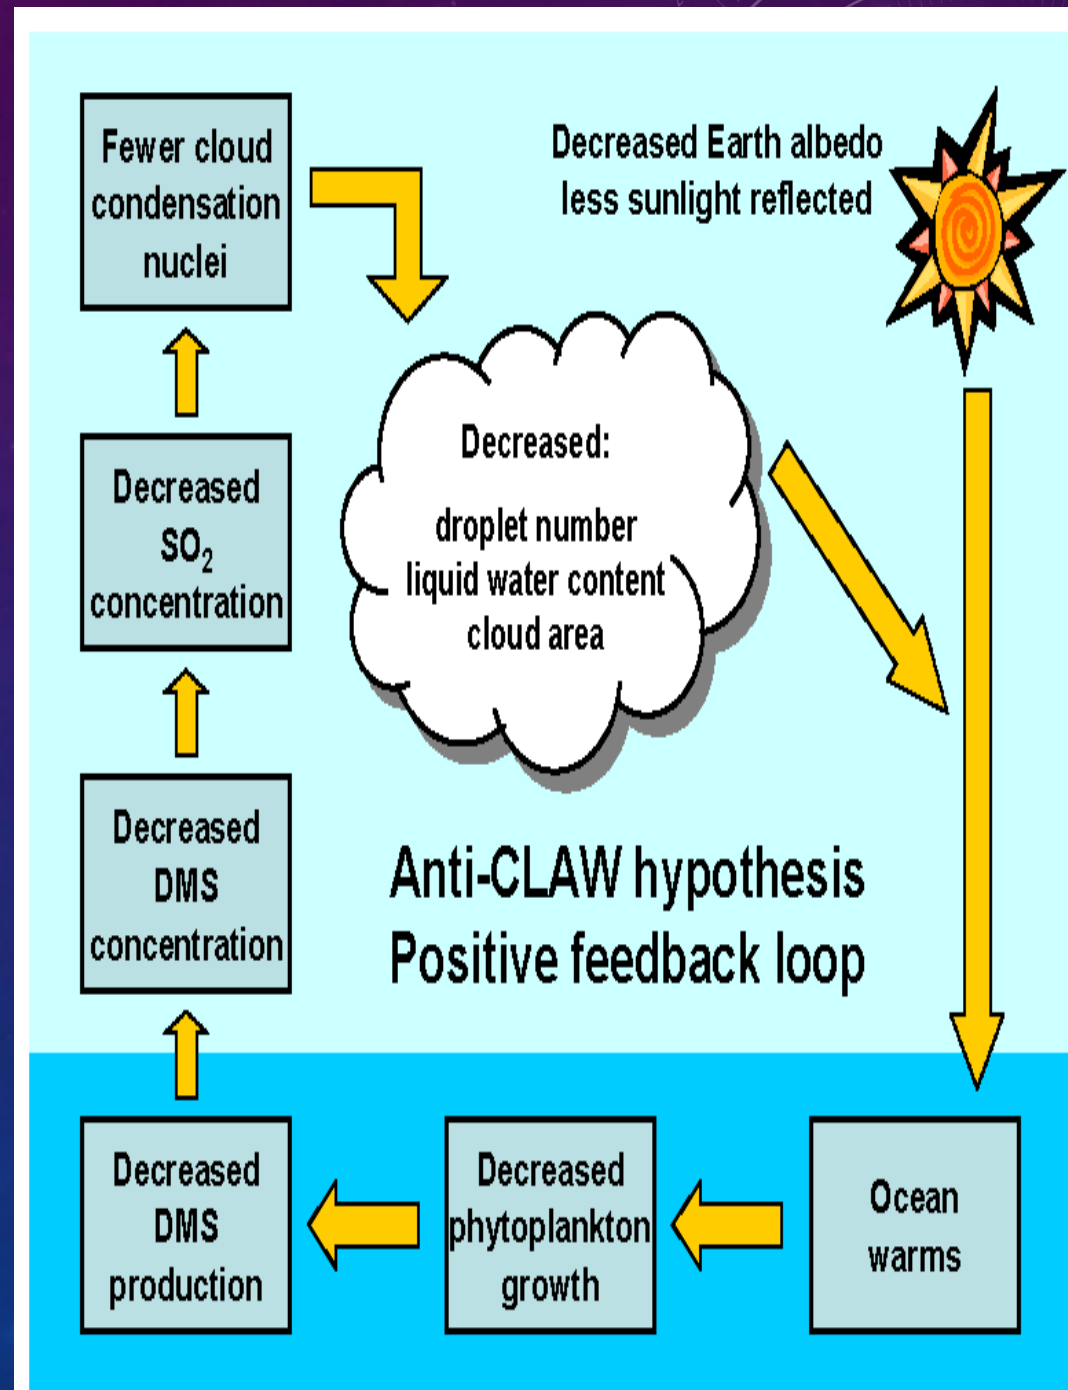 Fewer cloud
condensation
nuclei
Decreased Earth albedo
less sunlight reflected
Decreased
SO₂
concentration
Decreased:
droplet number
liquid water content
cloud area
Decreased
DMS
concentration
Anti-CLAW hypothesis
Positive feedback loop
Decreased
DMS
production
Decreased
phytoplankton
growth
Ocean
warms